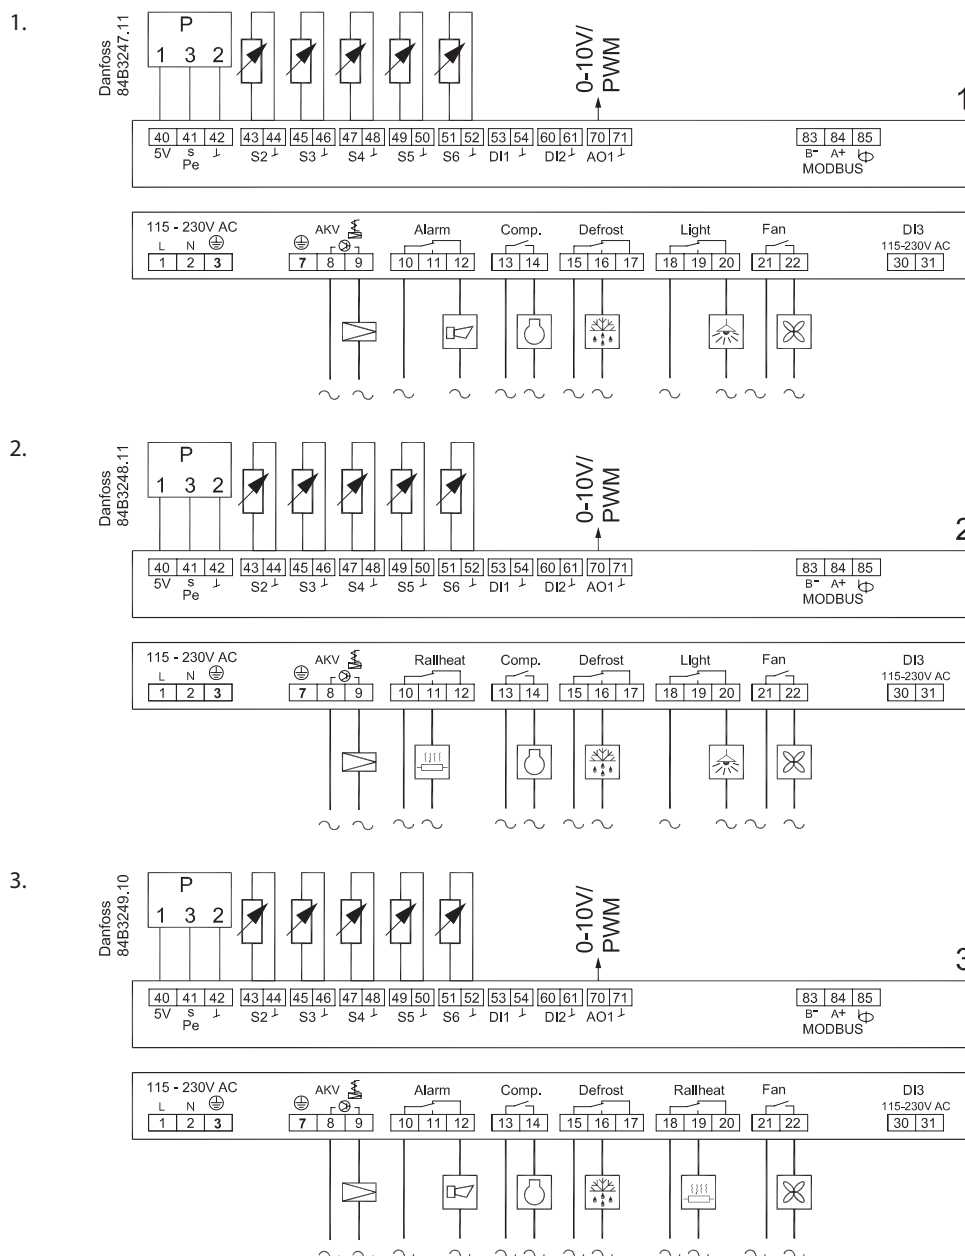 1.
Danfoss
84B3247.11
P
1 3 2
0-10V/
PWM
1
40 41 42 43 44 45 46 47 48 49 50 51 52 53 54 60 61 70 71 83 84 85
5V s S2 S3 S4 S5 S6 DI1 DI2 AO1 B- A+
Pe MODBUS
115 - 230V AC AKV Alarm Comp. Defrost Light Fan DI3
L N 115-230V AC
1 2 3 7 8 9 10 11 12 13 14 15 16 17 18 19 20 21 22 30 31
2.
Danfoss
84B3248.11
P
1 3 2
0-10V/
PWM
2
40 41 42 43 44 45 46 47 48 49 50 51 52 53 54 60 61 70 71 83 84 85
5V s S2 S3 S4 S5 S6 DI1 DI2 AO1 B- A+
Pe MODBUS
115 - 230V AC AKV Railheat Comp. Defrost Light Fan DI3
L N 115-230V AC
1 2 3 7 8 9 10 11 12 13 14 15 16 17 18 19 20 21 22 30 31
3.
Danfoss
84B3249.10
P
1 3 2
0-10V/
PWM
3
40 41 42 43 44 45 46 47 48 49 50 51 52 53 54 60 61 70 71 83 84 85
5V s S2 S3 S4 S5 S6 DI1 DI2 AO1 B- A+
Pe MODBUS
115 - 230V AC AKV Alarm Comp. Defrost Railheat Fan DI3
L N 115-230V AC
1 2 3 7 8 9 10 11 12 13 14 15 16 17 18 19 20 21 22 30 31